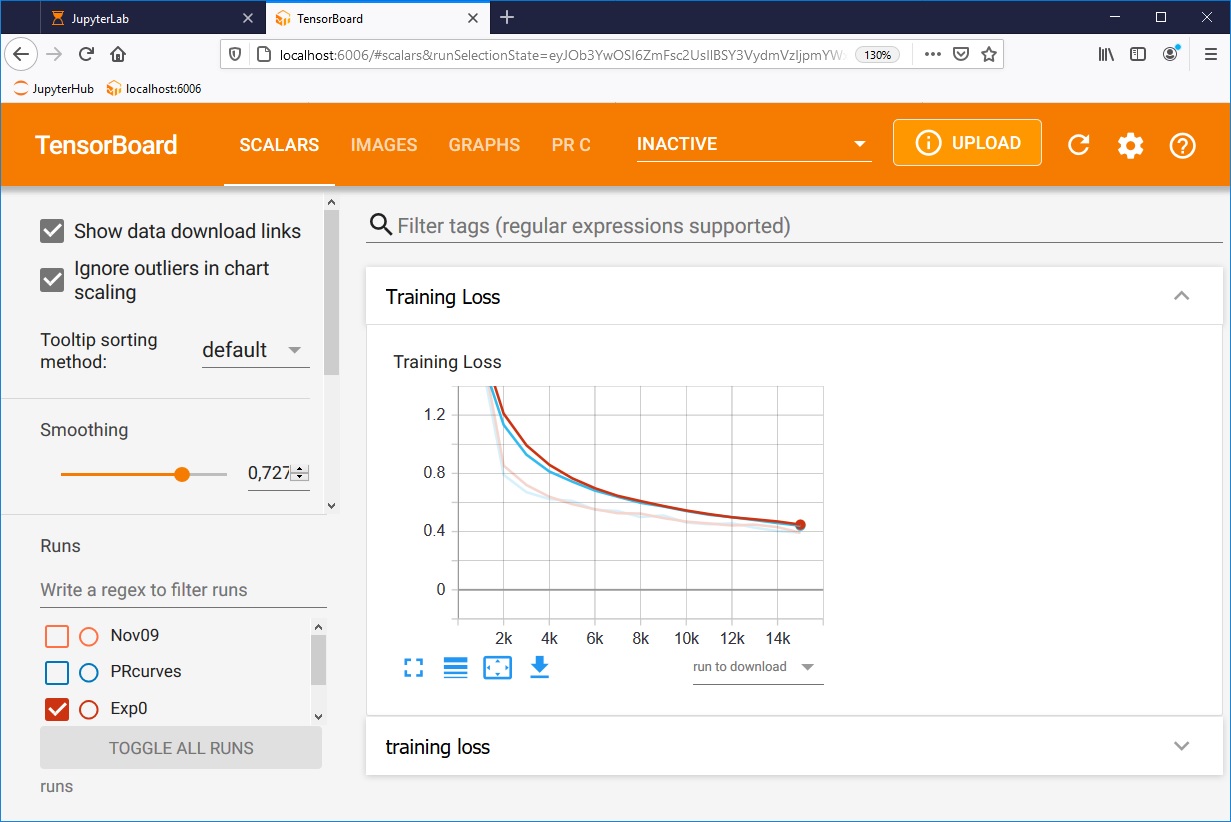 JupyterLab
TensorBoard
localhost:6006/#scalars&runSelectionState=
130%
JupyterHub
localhost:6006
TensorBoard
SCALARS
IMAGES
GRAPHS
PR C
INACTIVE
UPLOAD
Show data download links
Ignore outliers in chart
scaling
Tooltip sorting
method:
default
Smoothing
0,727
Runs
Write a regex to filter runs
Nov09
PRcurves
Exp0
TOGGLE ALL RUNS
runs
Filter tags (regular expressions supported)
Training Loss
Training Loss
1.2
0.8
0.4
0
2k 4k 6k 8k 10k 12k 14k
run to download
training loss